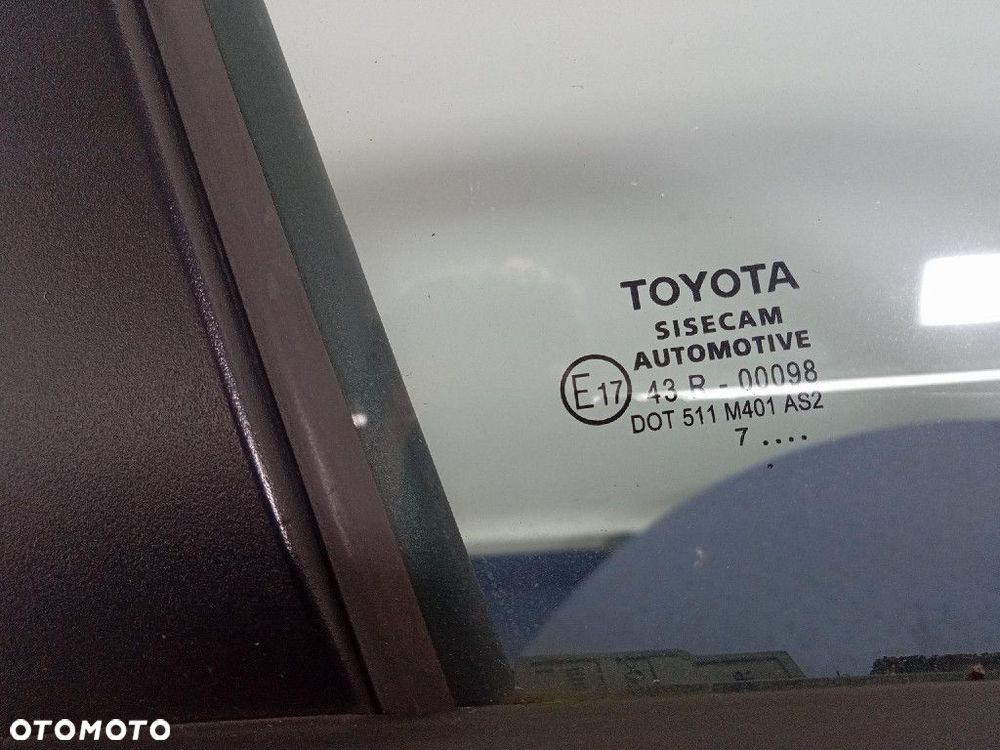 TOYOTA
SISECAM
AUTOMOTIVE
E17 43 R - 00098
DOT 511 M401 AS2
7 ....
OTOMOTO